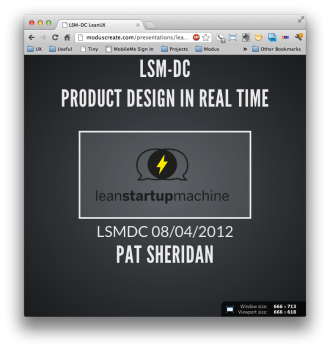 LSM-DC LeanUX
moduscreate.com/presentations/lea
UX
Useful
Tiny
MobileMe Sign In
Projects
Modus
»
Other Bookmarks
LSM-DC
PRODUCT DESIGN IN REAL TIME
leanstartupmachine
LSMDC 08/04/2012
PAT SHERIDAN
Window size: 666 x 713
Viewport size: 666 x 618